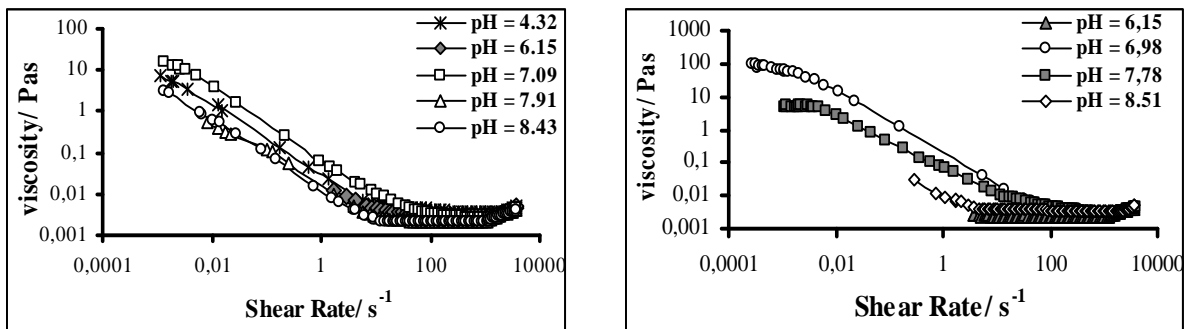 100
10
1
0,1
0,01
0,001
viscosity/ Pas
0,0001
0,01
1
100
10000
Shear Rate/ s-1
pH = 4.32
pH = 6.15
pH = 7.09
pH = 7.91
pH = 8.43
1000
100
10
1
0,1
0,01
0,001
viscosity/ Pas
0,0001
0,01
1
100
10000
Shear Rate/ s-1
pH = 6,15
pH = 6,98
pH = 7,78
pH = 8.51